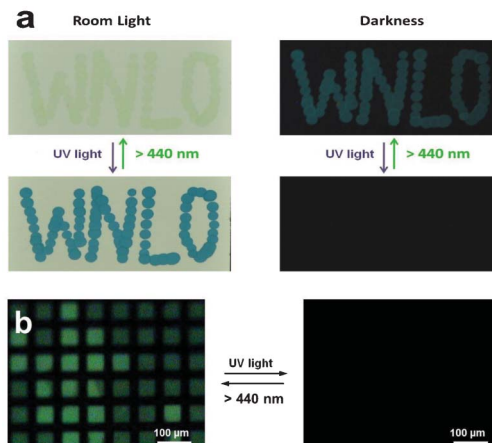 a
Room Light
Darkness
WNLO
WNLO
UV light
> 440 nm
UV light
> 440 nm
WNLO
b
UV light
> 440 nm
100 μm
100 μm